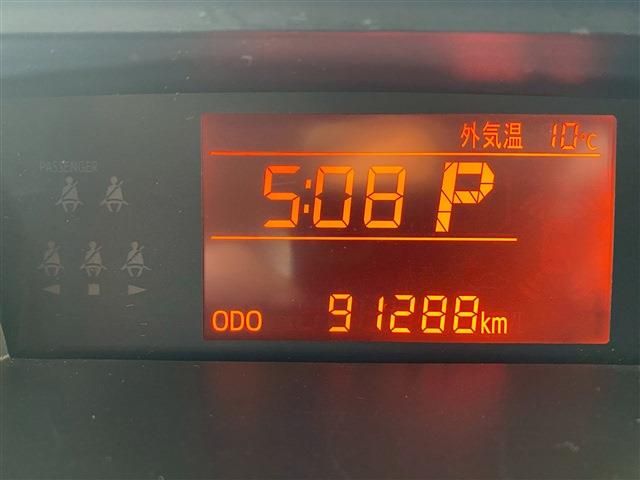 外気温 10°C
PASSENGER
5:08 P
ODO 91288km